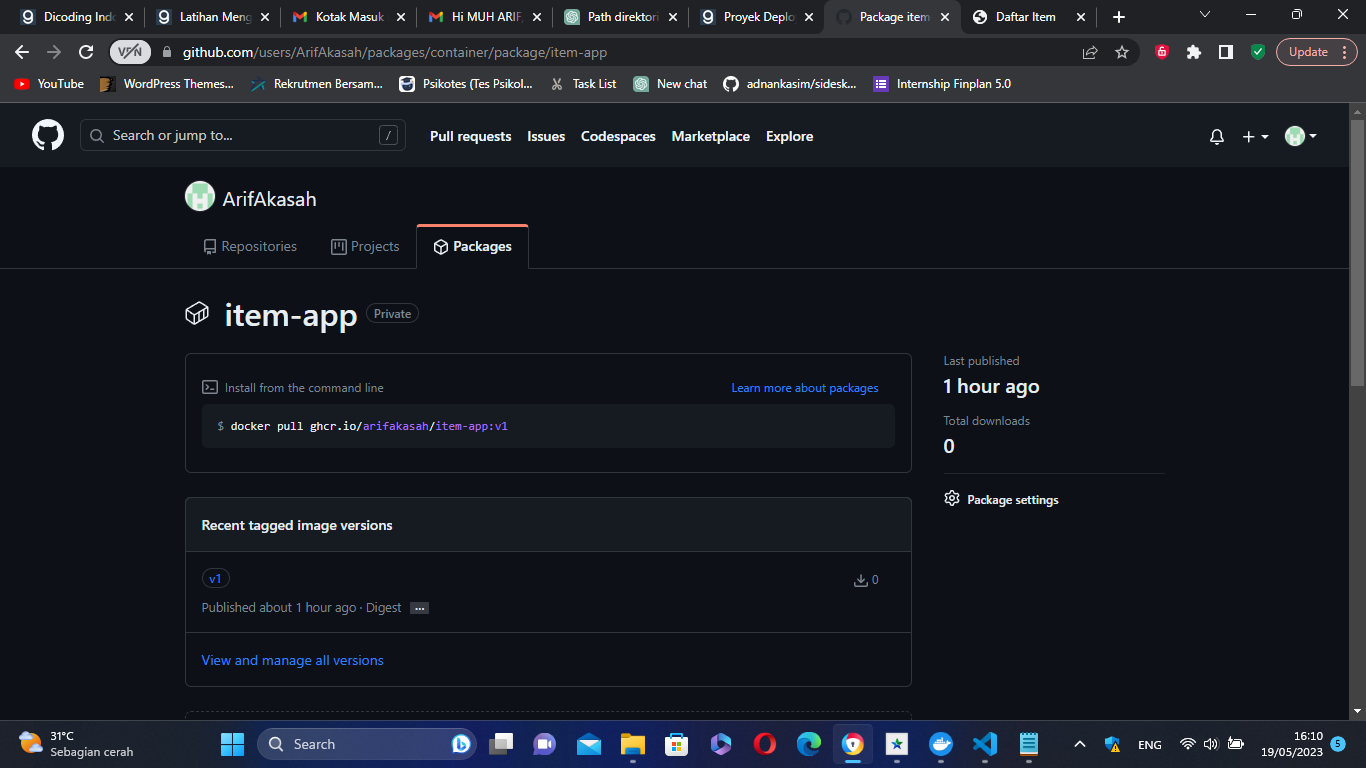 Dicoding Indo
Latihan Meng
Kotak Masuk
Hi MUH ARIF,
Path direktori
Proyek Deplo
Package item
Daftar Item
VPN
github.com/users/ArifAkasah/packages/container/package/item-app
Update
YouTube
WordPress Themes...
Rekrutmen Bersam...
Psikotes (Tes Psikol...
Task List
New chat
adnankasim/sidesk...
Internship Finplan 5.0
Search or jump to...
/
Pull requests
Issues
Codespaces
Marketplace
Explore
ArifAkasah
Repositories
Projects
Packages
item-app
Private
Install from the command line
Learn more about packages
$ docker pull ghcr.io/arifakasah/item-app:v1
Last published
1 hour ago
Total downloads
0
Package settings
Recent tagged image versions
v1
0
Published about 1 hour ago · Digest ...
View and manage all versions
31°C
Sebagian cerah
Search
ENG
16:10
19/05/2023
5